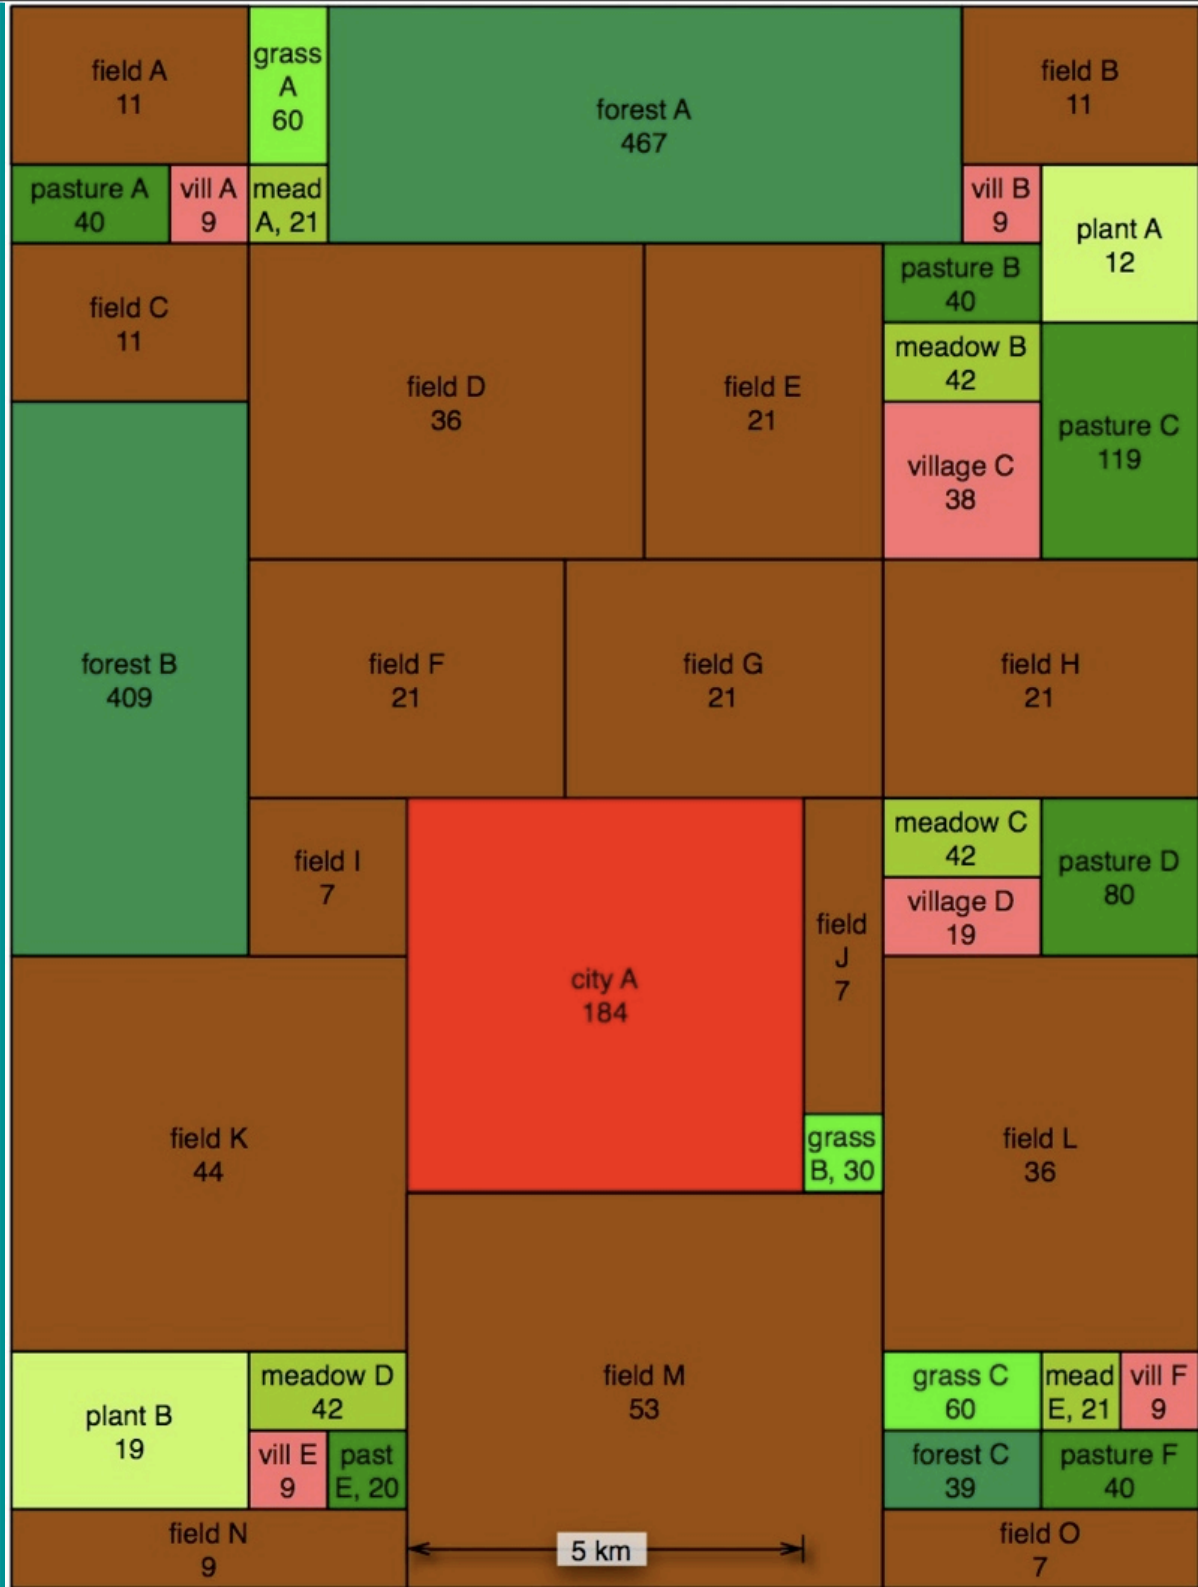 field A
11
grass
A
60
forest A
467
field B
11
pasture A
40
vill A
9
mead
A, 21
vill B
9
plant A
12
field C
11
field D
36
field E
21
pasture B
40
meadow B
42
village C
38
pasture C
119
forest B
409
field F
21
field G
21
field H
21
field I
7
city A
184
field
J
7
meadow C
42
village D
19
pasture D
80
field K
44
grass
B, 30
field L
36
plant B
19
meadow D
42
vill E
9
past
E, 20
field M
53
grass C
60
mead
E, 21
vill F
9
forest C
39
pasture F
40
field N
9
5 km
field O
7